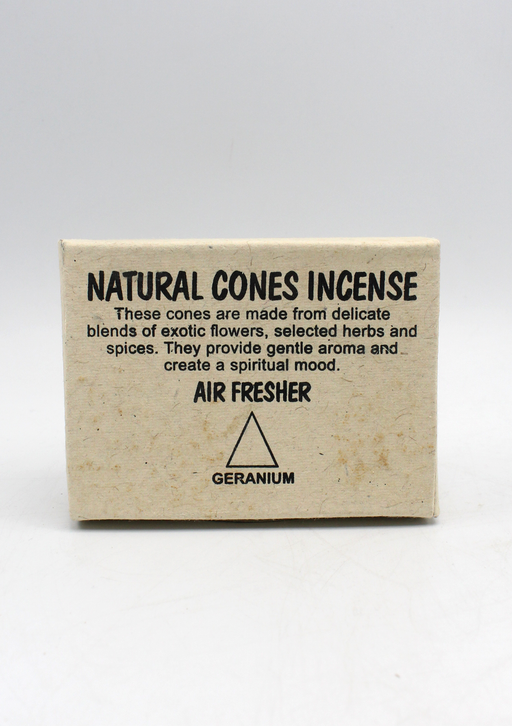 NATURAL CONES INCENSE
These cones are made from delicate
blends of exotic flowers, selected herbs and
spices. They provide gentle aroma and
create a spiritual mood.
AIR FRESHER
GERANIUM